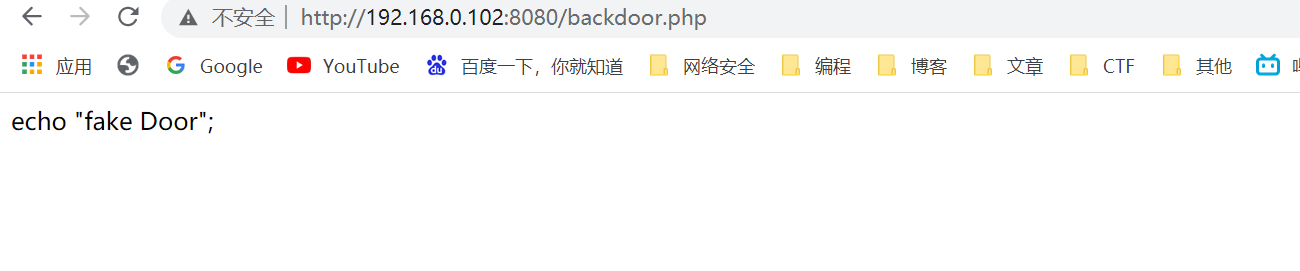 不安全 | http://192.168.0.102:8080/backdoor.php
应用 Google YouTube 百度一下，你就知道 网络安全 编程 博客 文章 CTF 其他
echo "fake Door";